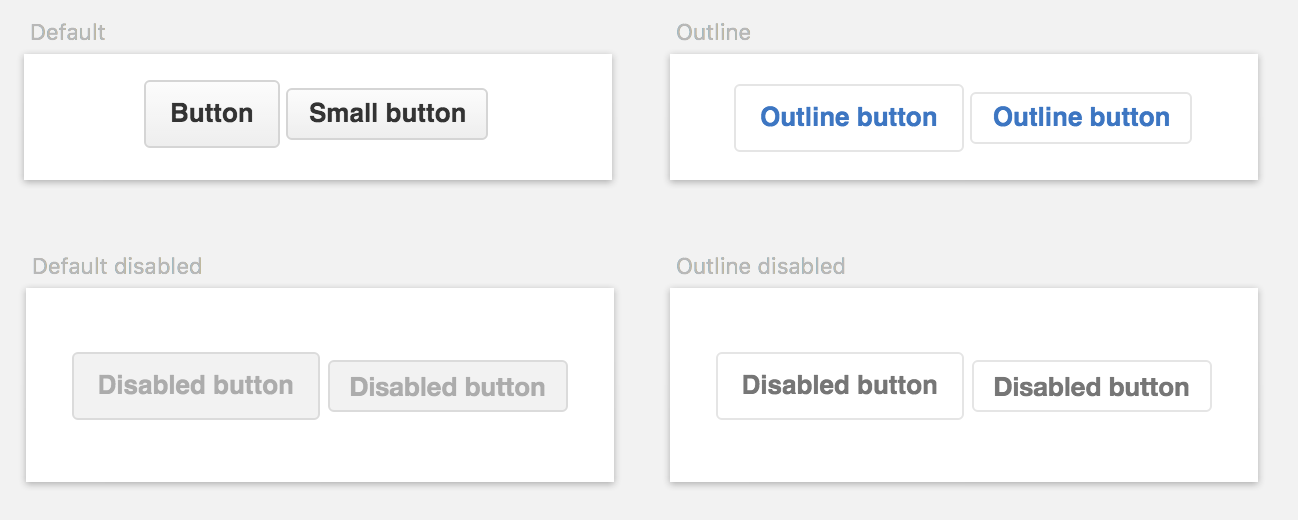 Default
Button
Small button
Outline
Outline button
Outline button
Default disabled
Disabled button
Disabled button
Outline disabled
Disabled button
Disabled button